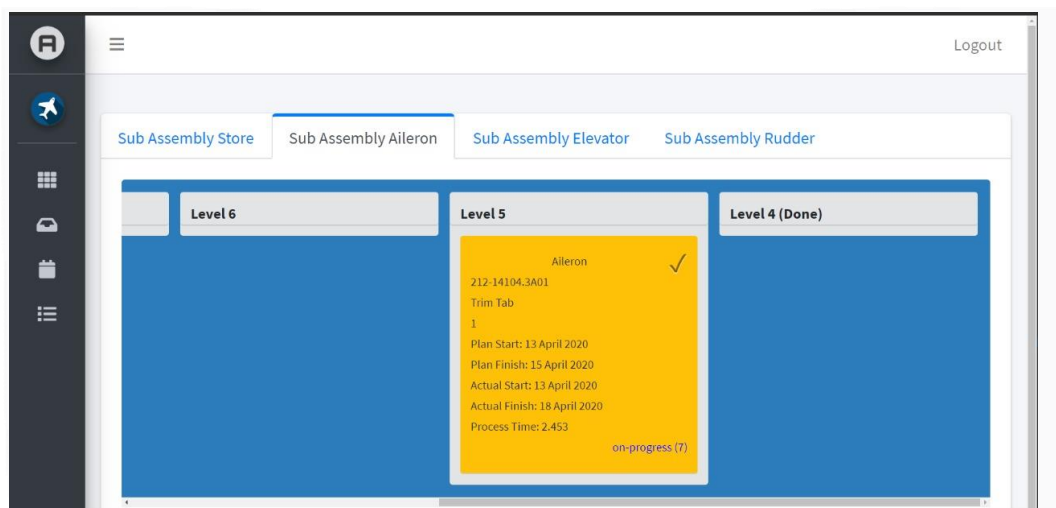 A
Logout
Sub Assembly Store
Sub Assembly Aileron
Sub Assembly Elevator
Sub Assembly Rudder
Level 6
Level 5
Level 4 (Done)
Aileron
212-14104.3A01
Trim Tab
1
Plan Start: 13 April 2020
Plan Finish: 15 April 2020
Actual Start: 13 April 2020
Actual Finish: 18 April 2020
Process Time: 2.453
on-progress (7)